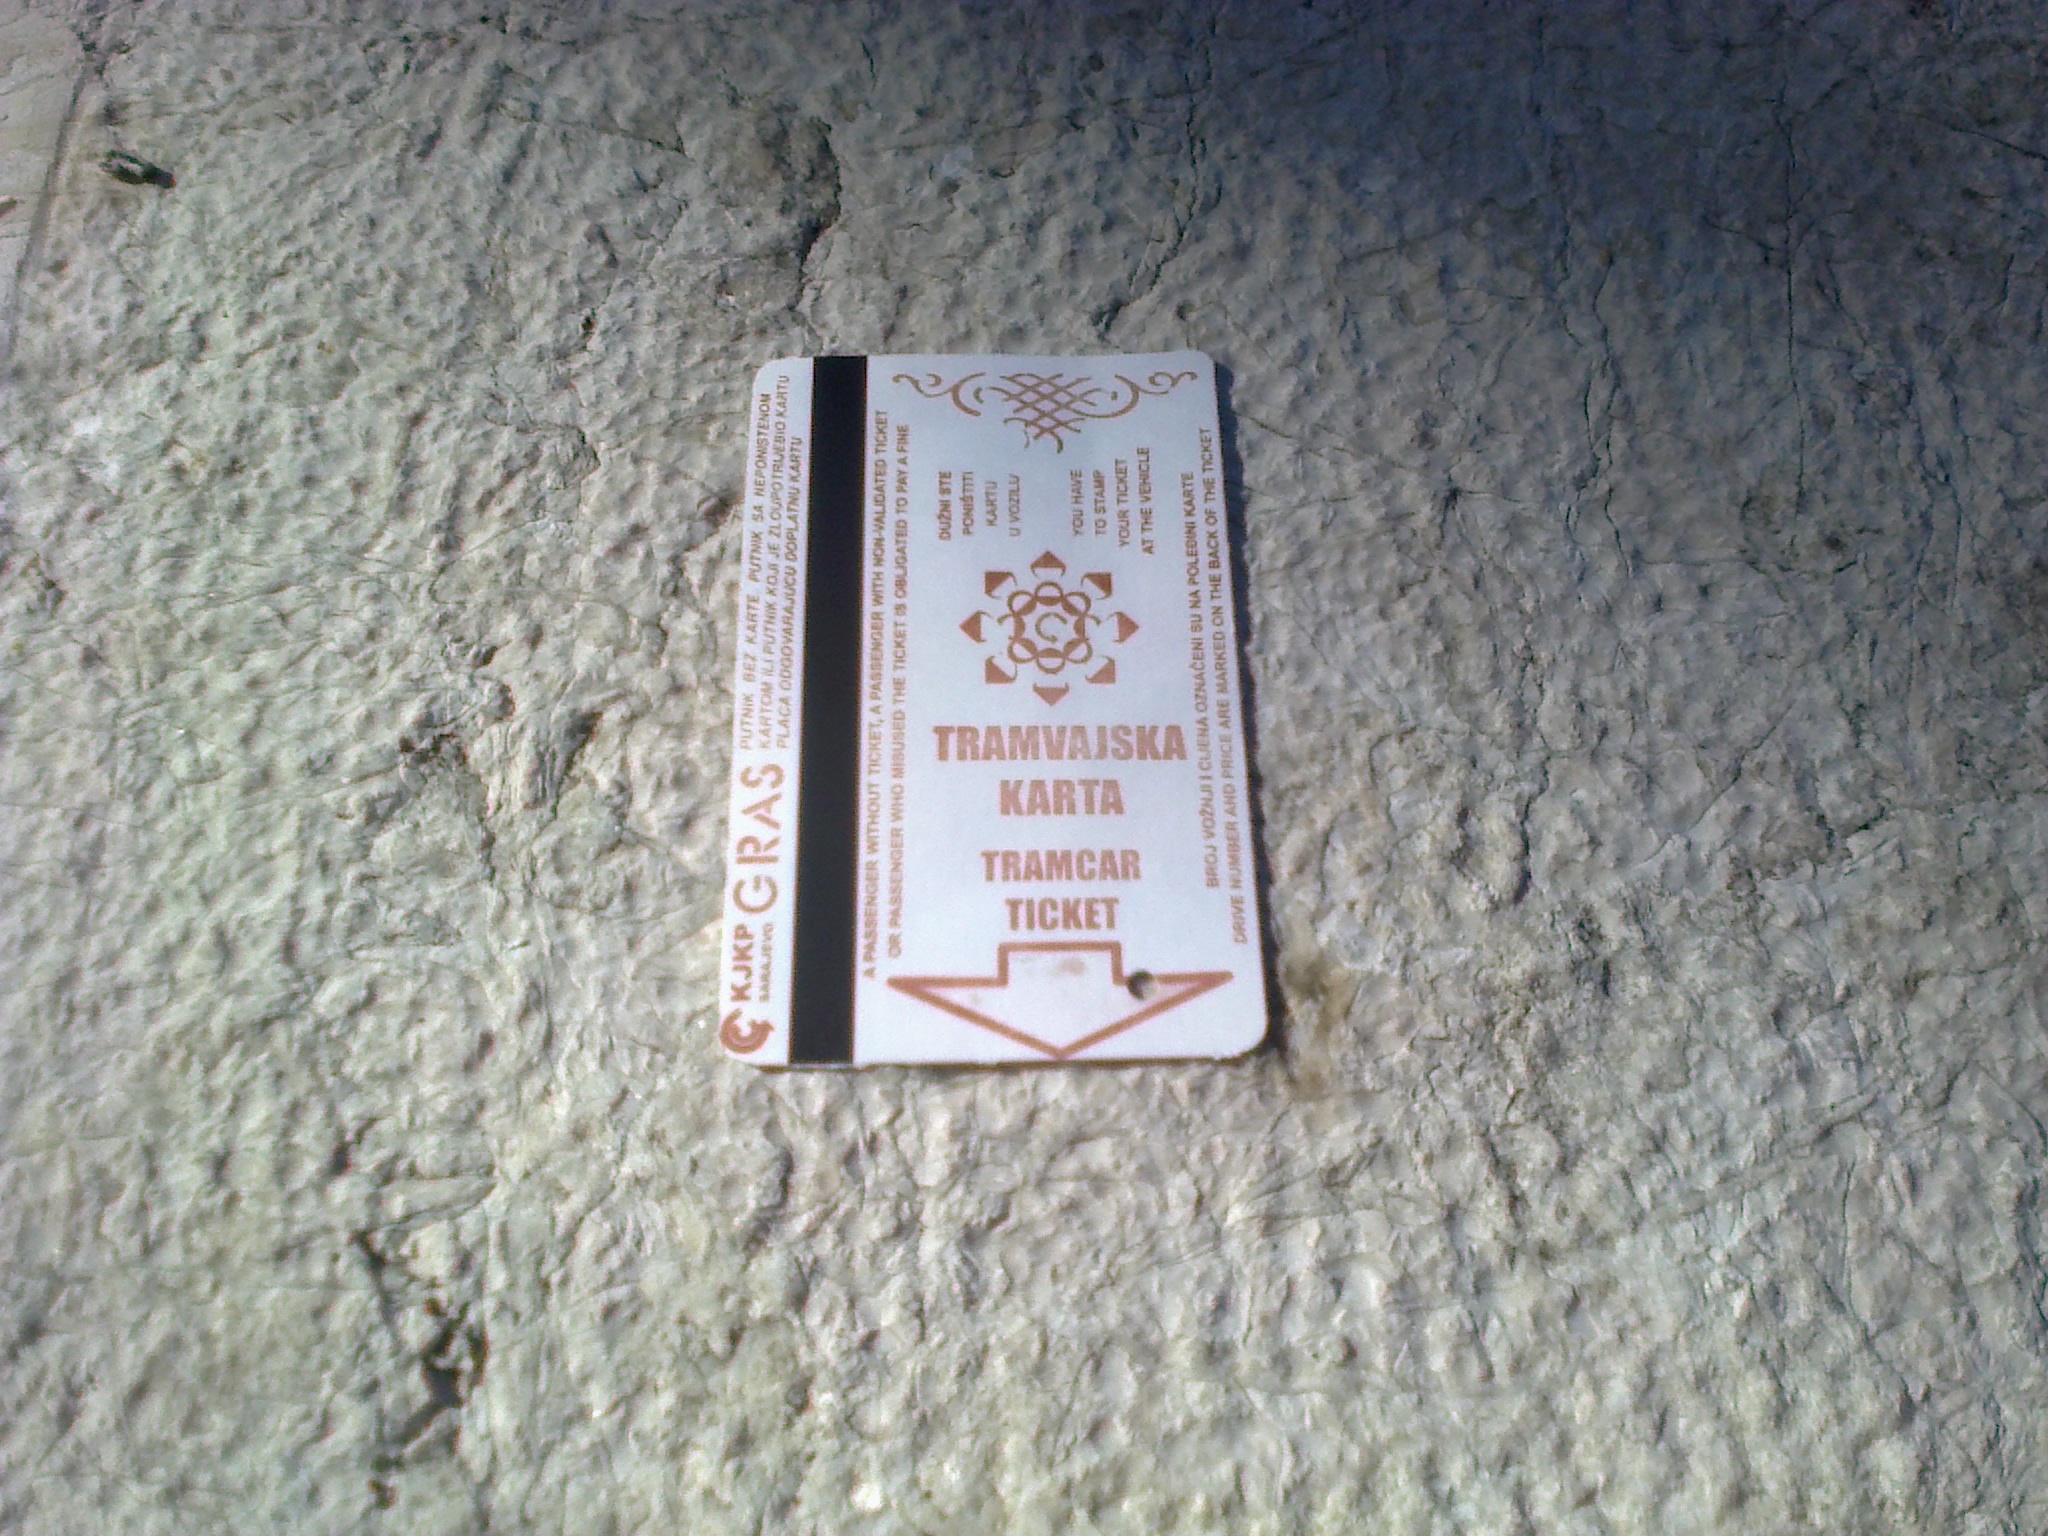 KJKP GRAS
SARAJEVO
PUTNIK BEZ KARTE, PUTNIK SA NEPONIŠTENOM
KARTOM ILI PUTNIK KOJI JE ZLOUPOTRIJEBIO KARTU
PLAĆA ODGOVARAJUĆU DOPLATNU KARTU
A PASSENGER WITHOUT TICKET, A PASSENGER WITH NON-VALIDATED TICKET
OR PASSENGER WHO MISUSED THE TICKET IS OBLIGATED TO PAY A FINE
DUŽNI STE
PONIŠTITI
KARTU
U VOZILU
YOU HAVE
TO STAMP
YOUR TICKET
AT THE VEHICLE
TRAMVAJSKA
KARTA
TRAMCAR
TICKET
BROJ VOŽNJI I CIJENA OZNAČENI SU NA POLEĐINI KARTE
DRIVE NUMBER AND PRICE ARE MARKED ON THE BACK OF THE TICKET